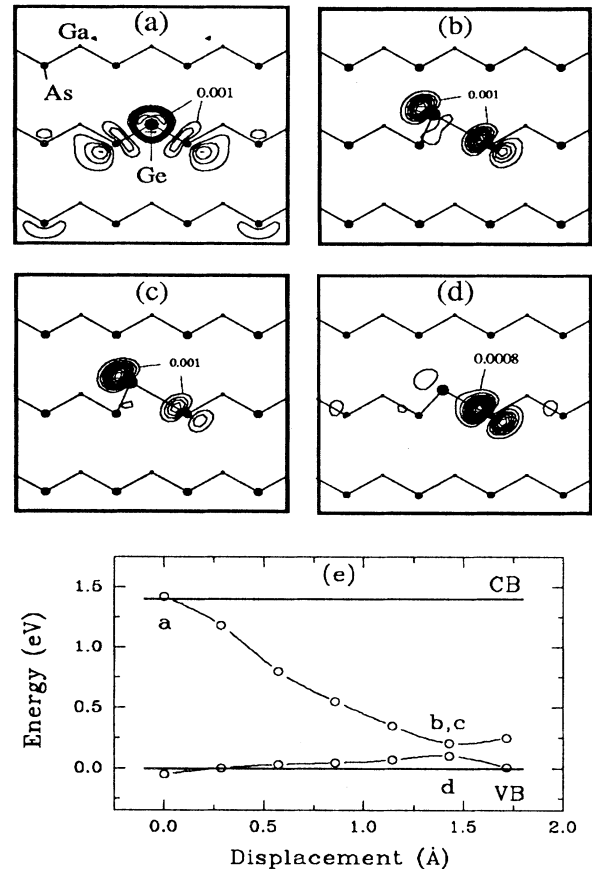 (a)
Ga
As
0.001
Ge
(b)
0.001
(c)
0.001
(d)
0.0008
(e)
CB
a
b,c
d
VB
1.5
1.0
0.5
0.0
Energy (eV)
0.0 0.5 1.0 1.5 2.0
Displacement (Å)